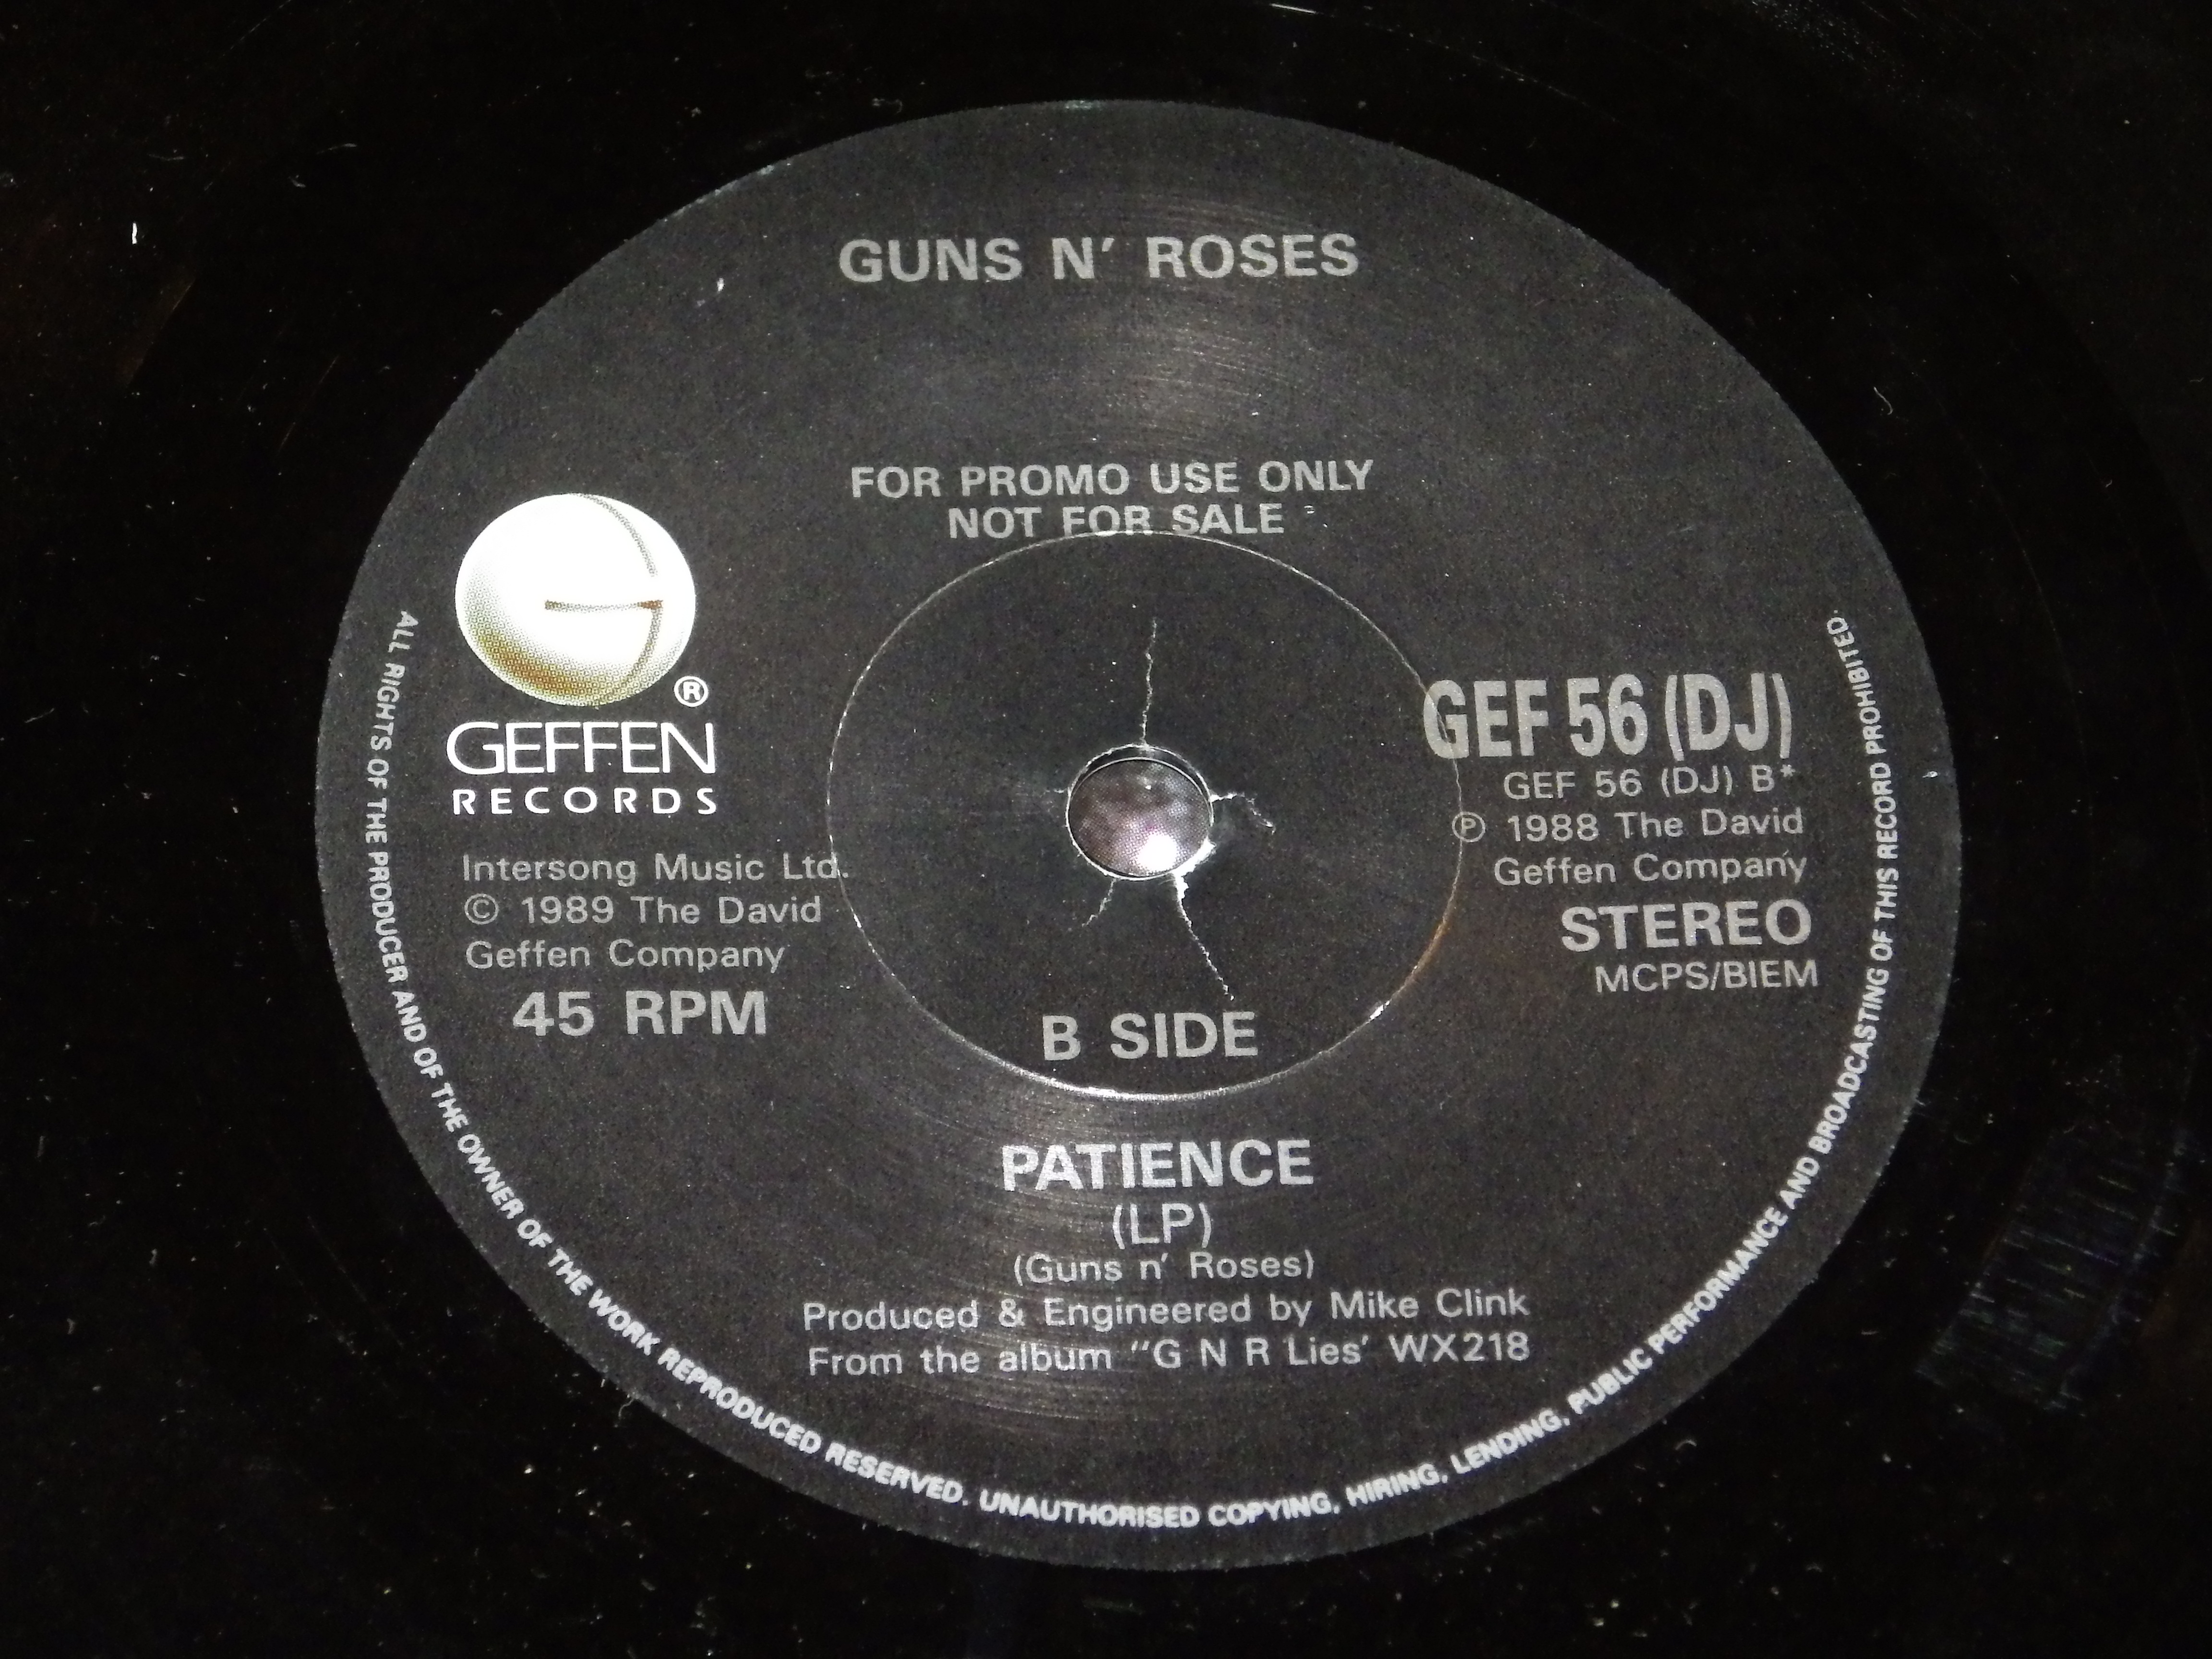 GUNS N' ROSES
FOR PROMO USE ONLY
NOT FOR SALE
®
GEFFEN
RECORDS
Intersong Music Ltd.
© 1989 The David
Geffen Company
45 RPM
GEF 56 (DJ)
GEF 56 (DJ) B*
℗ 1988 The David
Geffen Company
STEREO
MCPS/BIEM
B SIDE
PATIENCE
(LP)
(Guns n' Roses)
Produced & Engineered by Mike Clink
From the album "G N R Lies' WX218
ALL RIGHTS OF THE PRODUCER AND OF THE OWNER OF THE WORK REPRODUCED RESERVED. UNAUTHORISED COPYING, HIRING, LENDING, PUBLIC PERFORMANCE AND BROADCASTING OF THIS RECORD PROHIBITED.